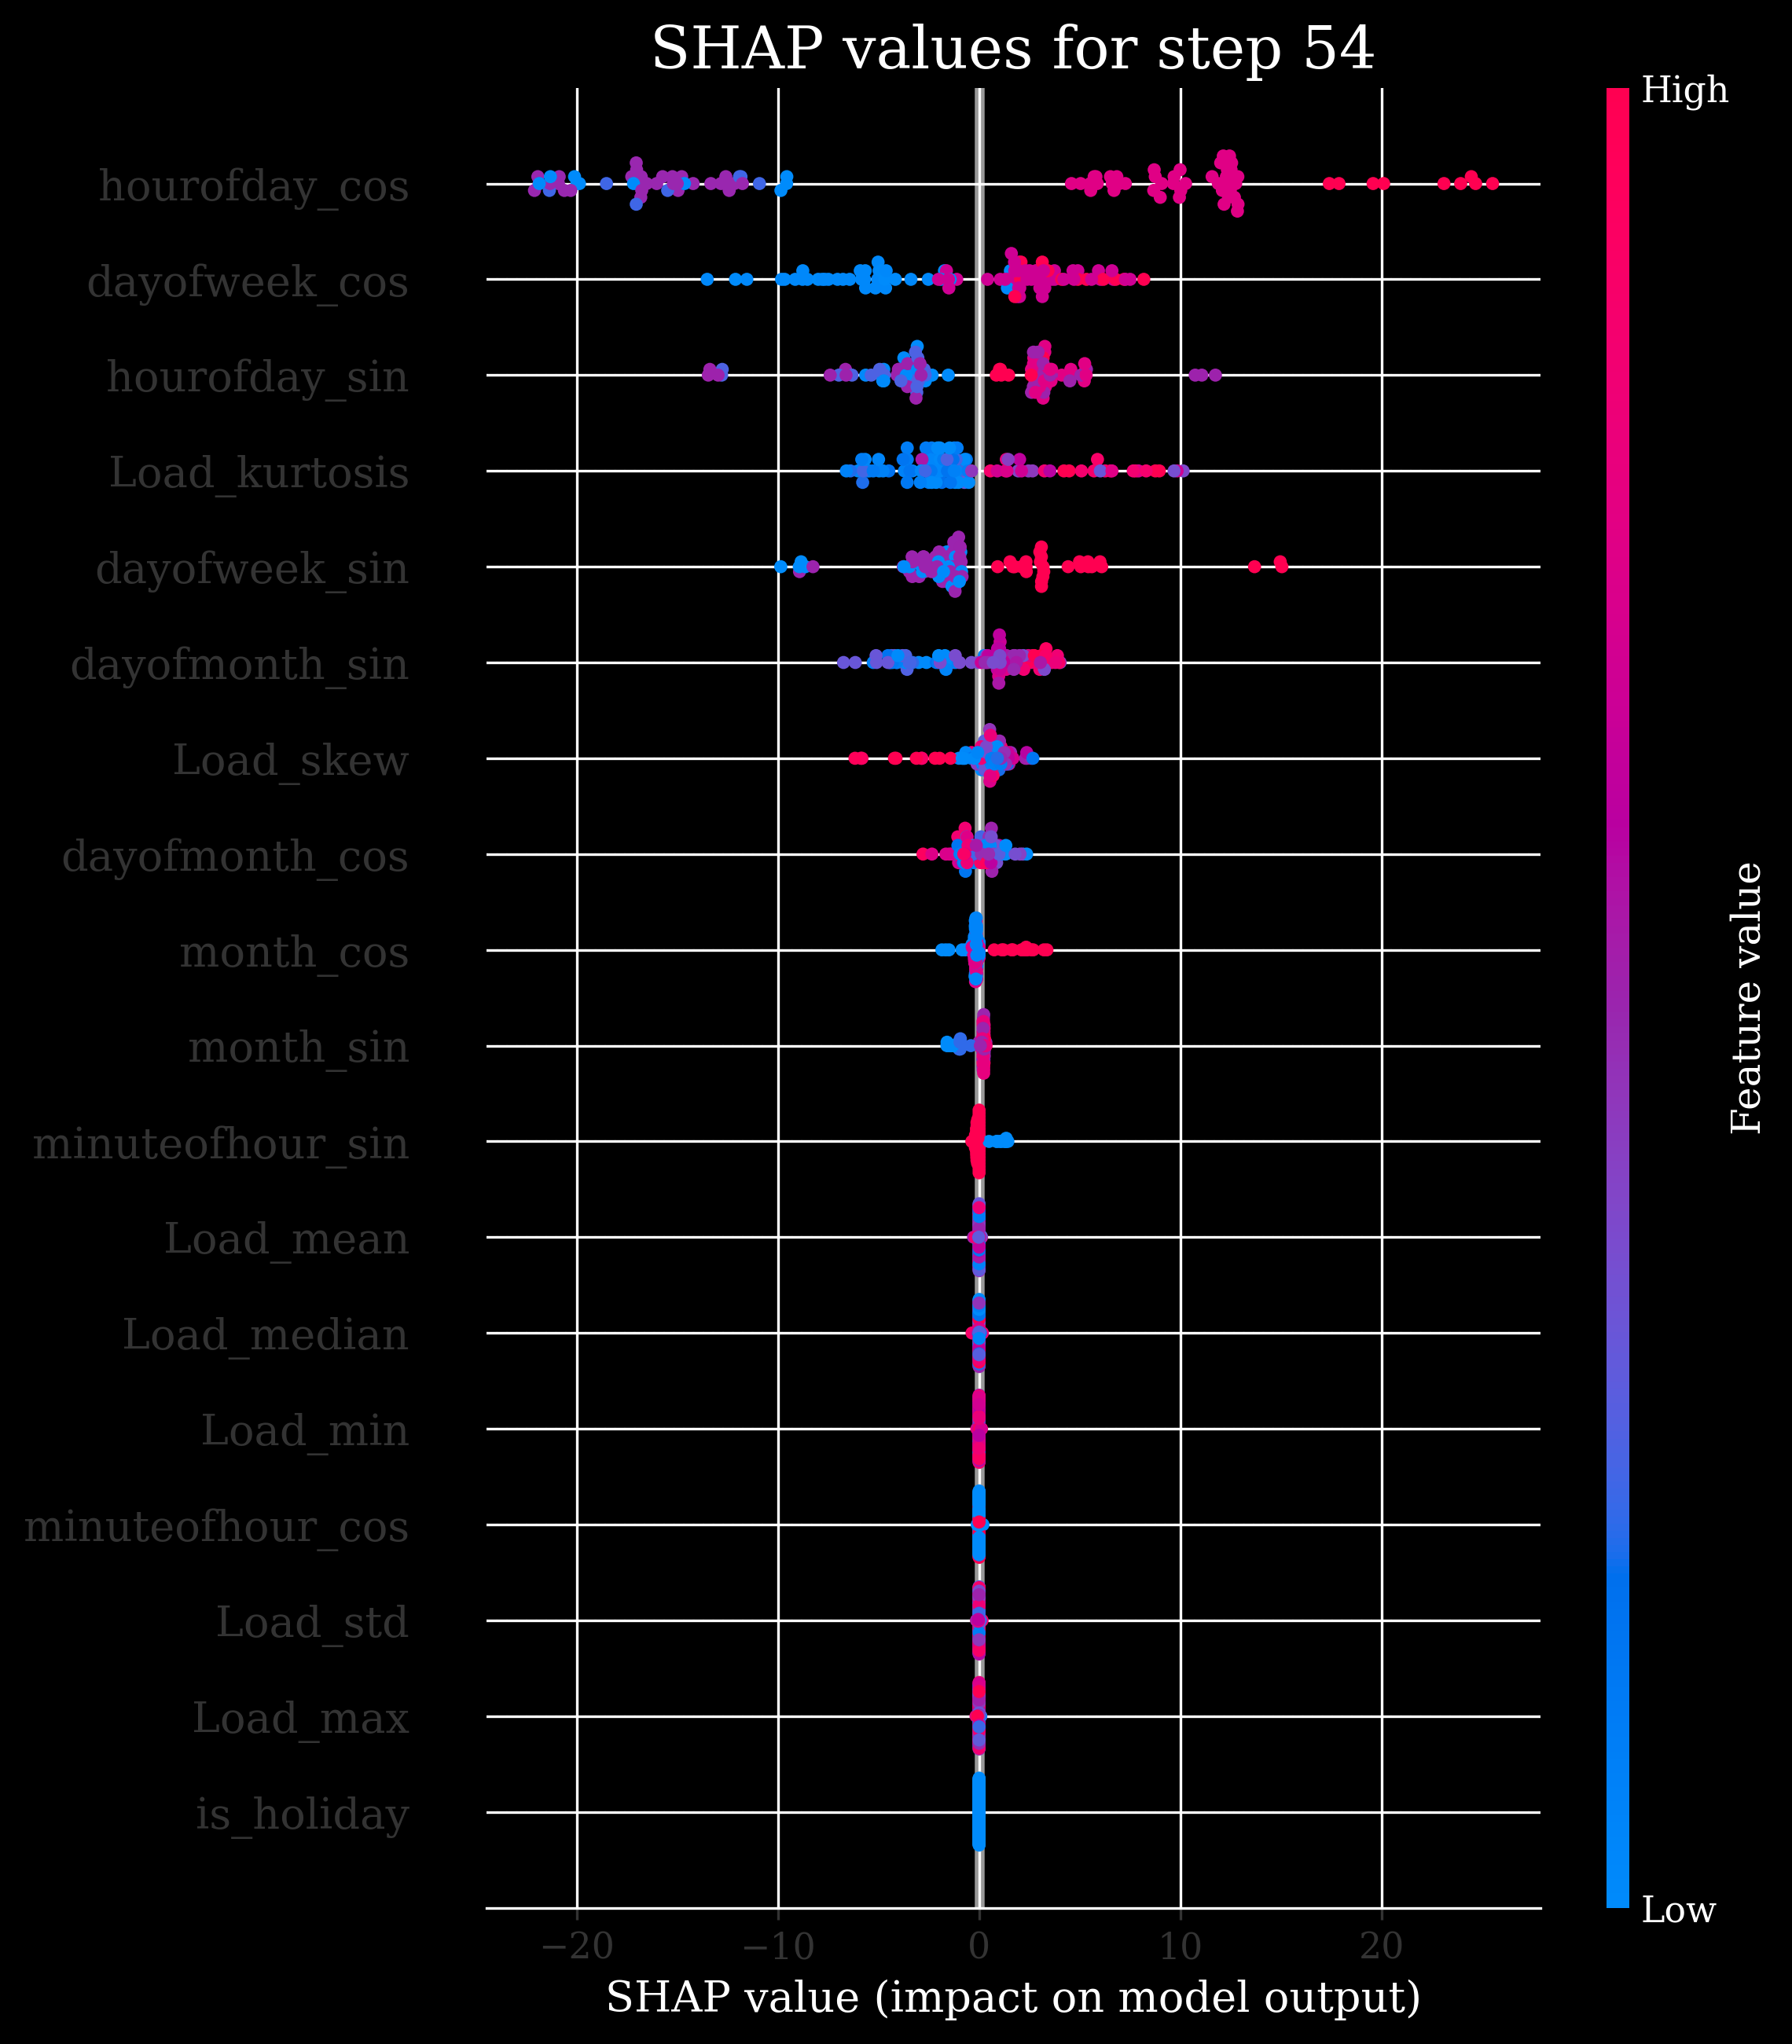 SHAP values for step 54
High
hourofday_cos
dayofweek_cos
hourofday_sin
Load_kurtosis
dayofweek_sin
dayofmonth_sin
Load_skew
dayofmonth_cos
month_cos
month_sin
minuteofhour_sin
Load_mean
Load_median
Load_min
minuteofhour_cos
Load_std
Load_max
is_holiday
Feature value
Low
−20 −10 0 10 20
SHAP value (impact on model output)